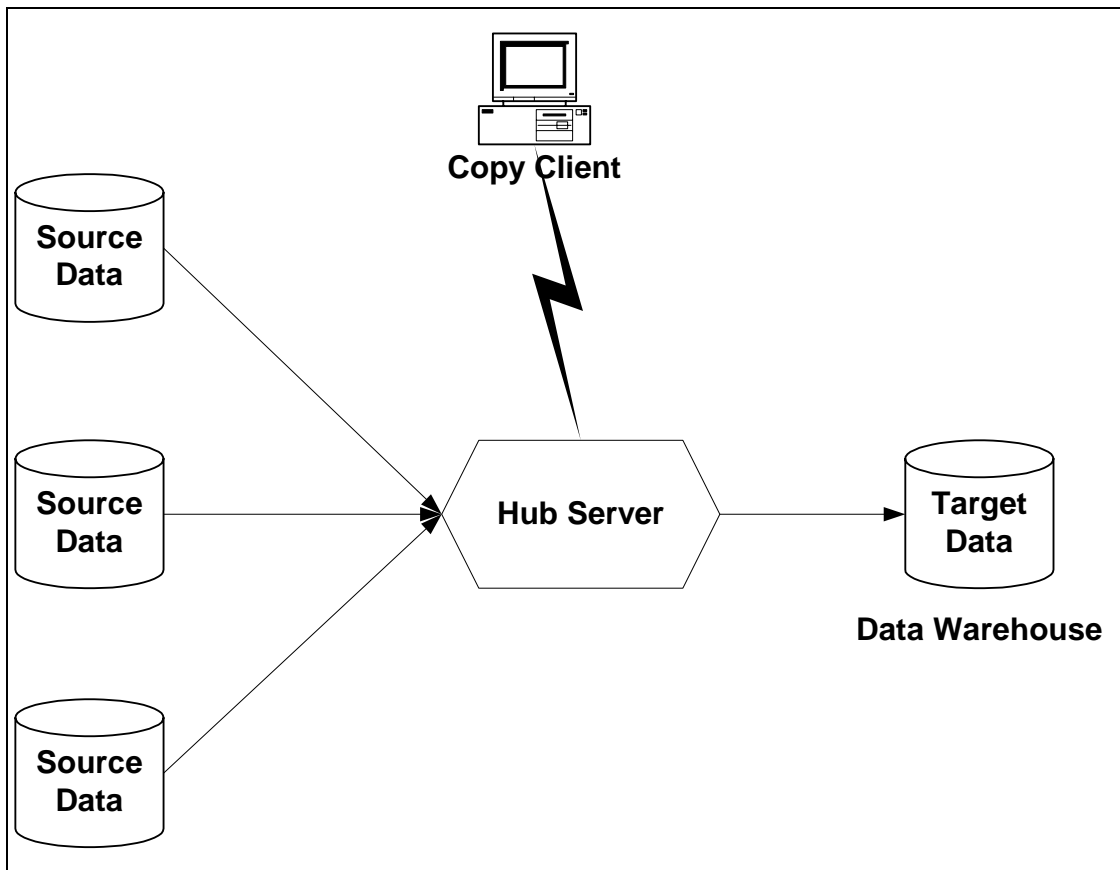 Copy Client
Source
Data
Source
Data
Hub Server
Target
Data
Data Warehouse
Source
Data